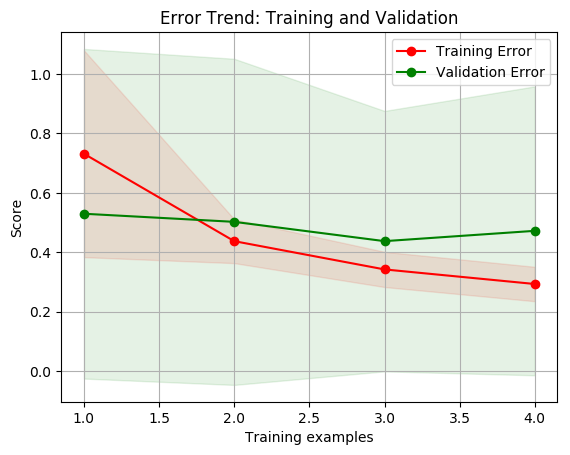 Error Trend: Training and Validation
Training Error
Validation Error
Score
1.0
0.8
0.6
0.4
0.2
0.0
1.0 1.5 2.0 2.5 3.0 3.5 4.0
Training examples